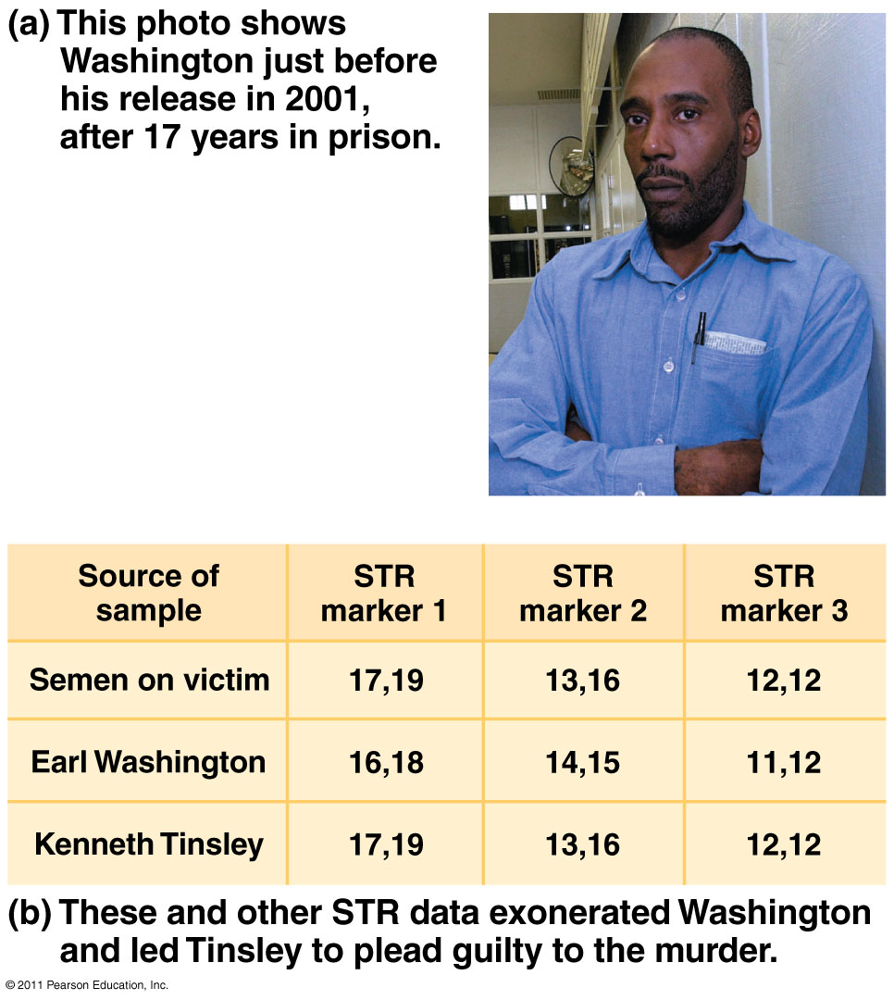 (a) This photo shows
Washington just before
his release in 2001,
after 17 years in prison.
Source of sample STR marker 1 STR marker 2 STR marker 3
Semen on victim 17,19 13,16 12,12
Earl Washington 16,18 14,15 11,12
Kenneth Tinsley 17,19 13,16 12,12
(b) These and other STR data exonerated Washington
and led Tinsley to plead guilty to the murder.
© 2011 Pearson Education, Inc.